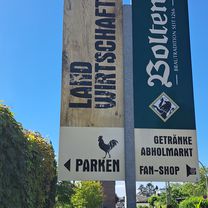 LAND
WIRTSCHAFT
Bolten
BRAUTRADITION SEIT 1266
PARKEN
GETRÄNKE
ABHOLMARKT
FAN-SHOP